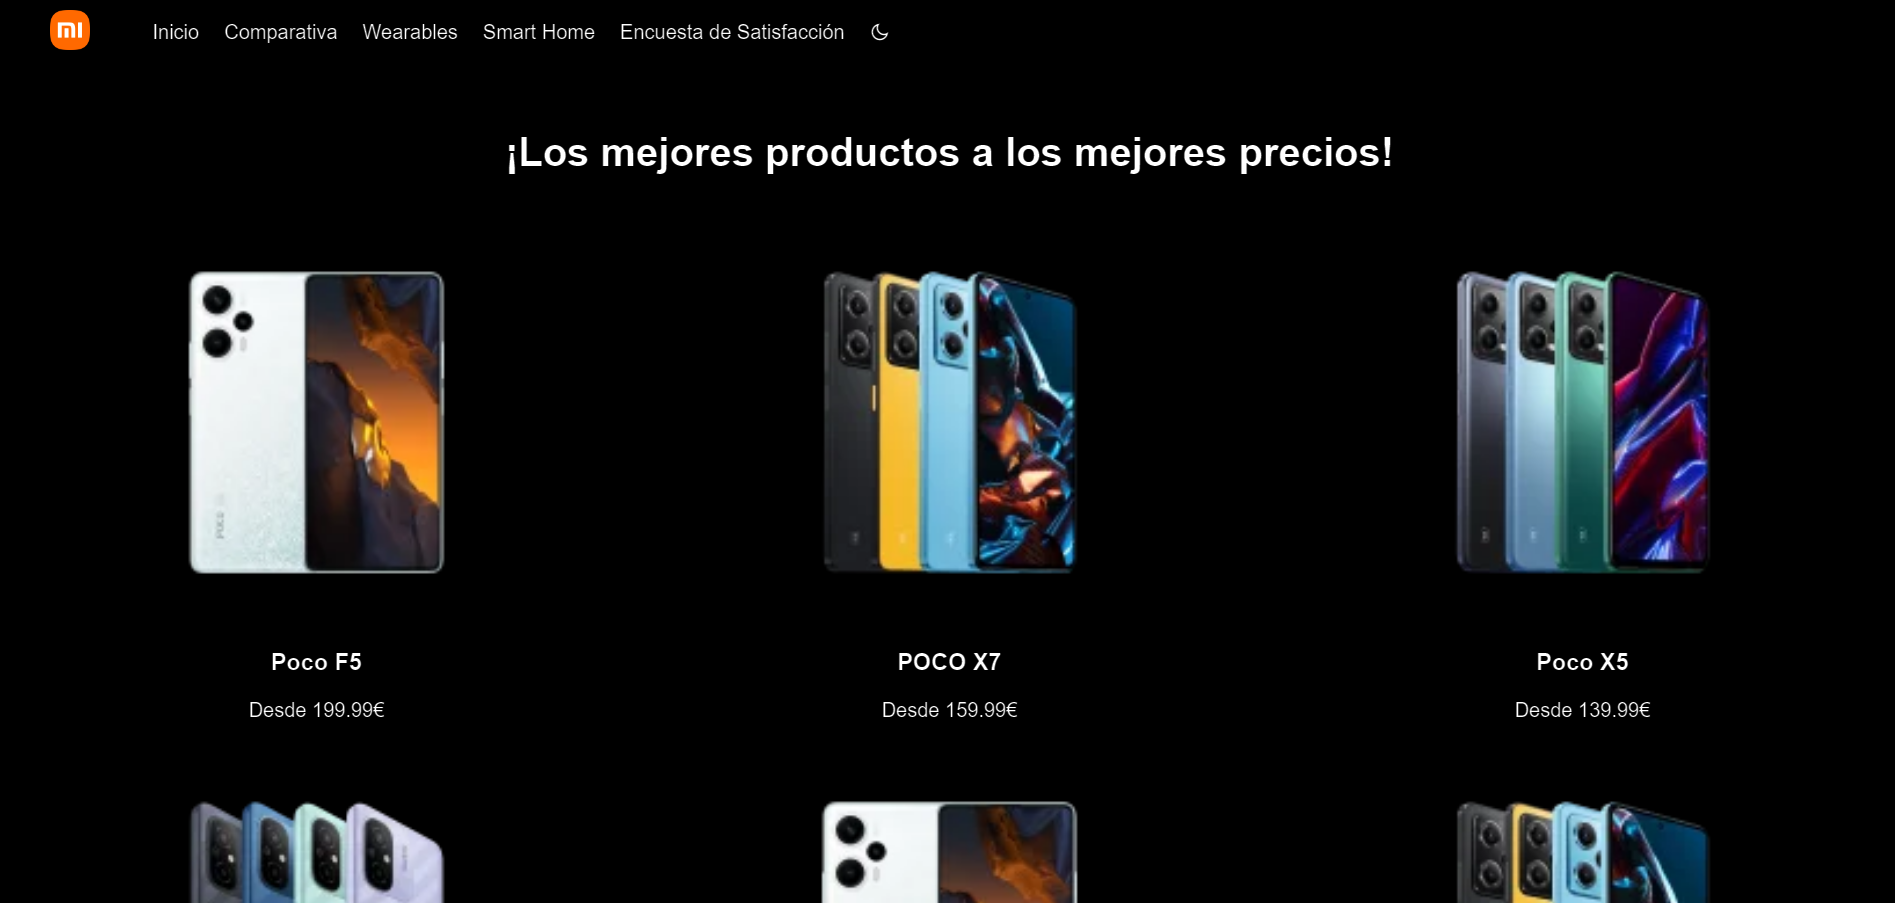 Inicio Comparativa Wearables Smart Home Encuesta de Satisfacción
¡Los mejores productos a los mejores precios!
POCO
Poco F5
POCO X7
Poco X5
Desde 199.99€
Desde 159.99€
Desde 139.99€